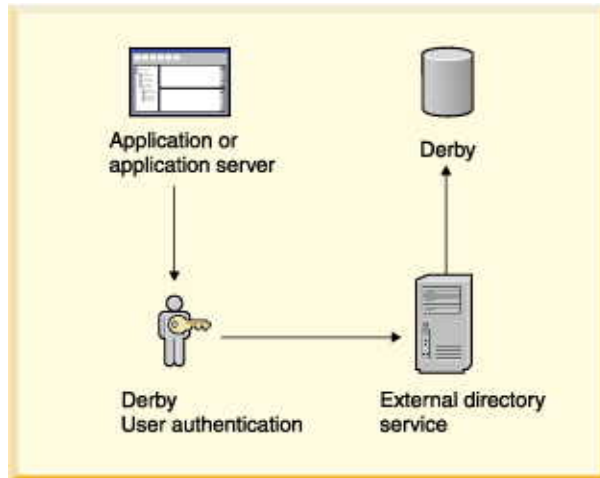 Application or
application server
Derby
Derby
User authentication
External directory
service